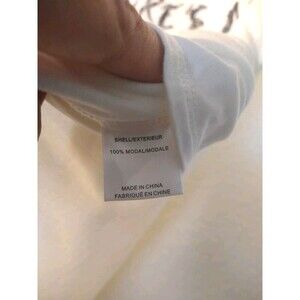 SHELL/EXTERIEUR
100% MODAL/MODALE
MADE IN CHINA
FABRIQUÉ EN CHINE